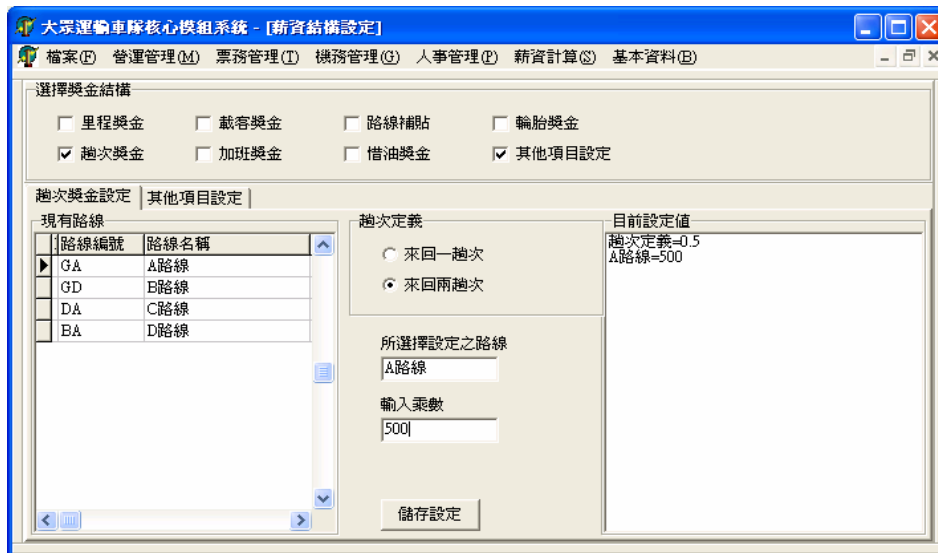 大眾運輸車隊核心模組系統 - [薪資結構設定]
檔案(F) 營運管理(M) 票務管理(T) 機務管理(G) 人事管理(P) 薪資計算(S) 基本資料(B)
選擇獎金結構
里程獎金 載客獎金 路線補貼 輪胎獎金
趟次獎金 加班獎金 惜油獎金 其他項目設定
趟次獎金設定 其他項目設定
現有路線
路線編號 路線名稱
GA A路線
GD B路線
DA C路線
BA D路線
趟次定義
來回一趟次
來回兩趟次
所選擇設定之路線
A路線
輸入乘數
500
儲存設定
目前設定值
趟次定義=0.5
A路線=500